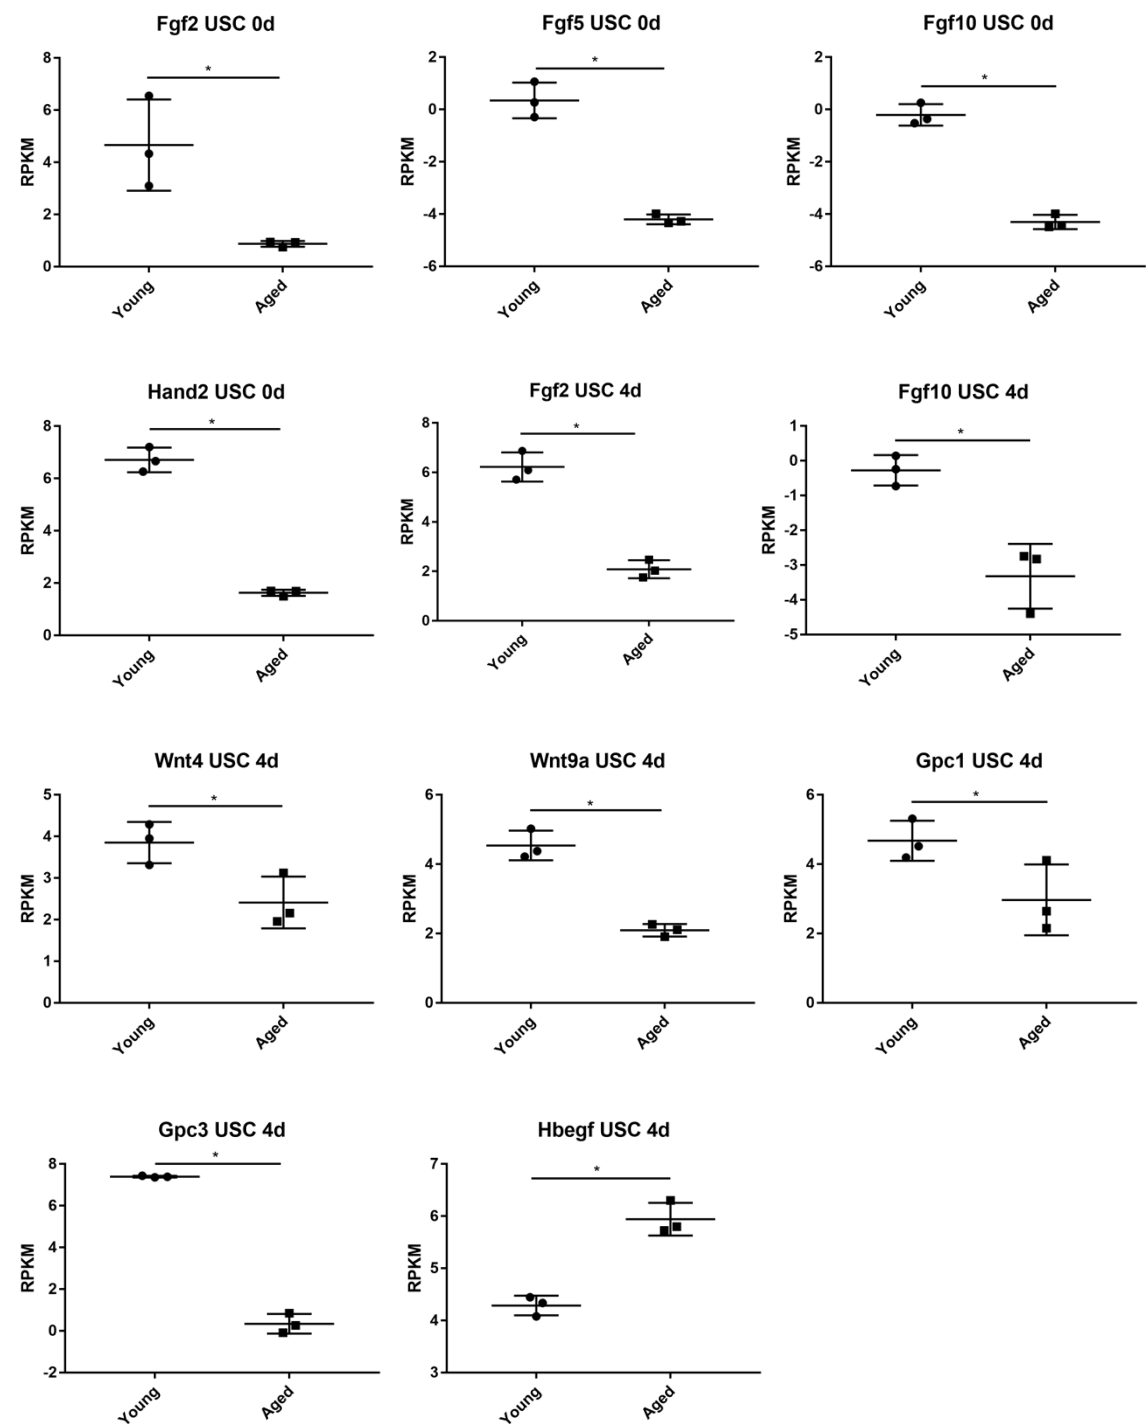 Fgf2 USC 0d
*
8
6
4
2
0
RPKM
Young
Aged
Fgf5 USC 0d
*
2
0
-2
-4
-6
RPKM
Young
Aged
Fgf10 USC 0d
*
2
0
-2
-4
-6
RPKM
Young
Aged
Hand2 USC 0d
*
8
6
4
2
0
RPKM
Young
Aged
Fgf2 USC 4d
*
8
6
4
2
0
RPKM
Young
Aged
Fgf10 USC 4d
*
1
0
-1
-2
-3
-4
-5
RPKM
Young
Aged
Wnt4 USC 4d
*
5
4
3
2
1
0
RPKM
Young
Aged
Wnt9a USC 4d
*
6
4
2
0
RPKM
Young
Aged
Gpc1 USC 4d
*
6
4
2
0
RPKM
Young
Aged
Gpc3 USC 4d
*
8
6
4
2
0
-2
RPKM
Young
Aged
Hbegf USC 4d
*
7
6
5
4
3
RPKM
Young
Aged